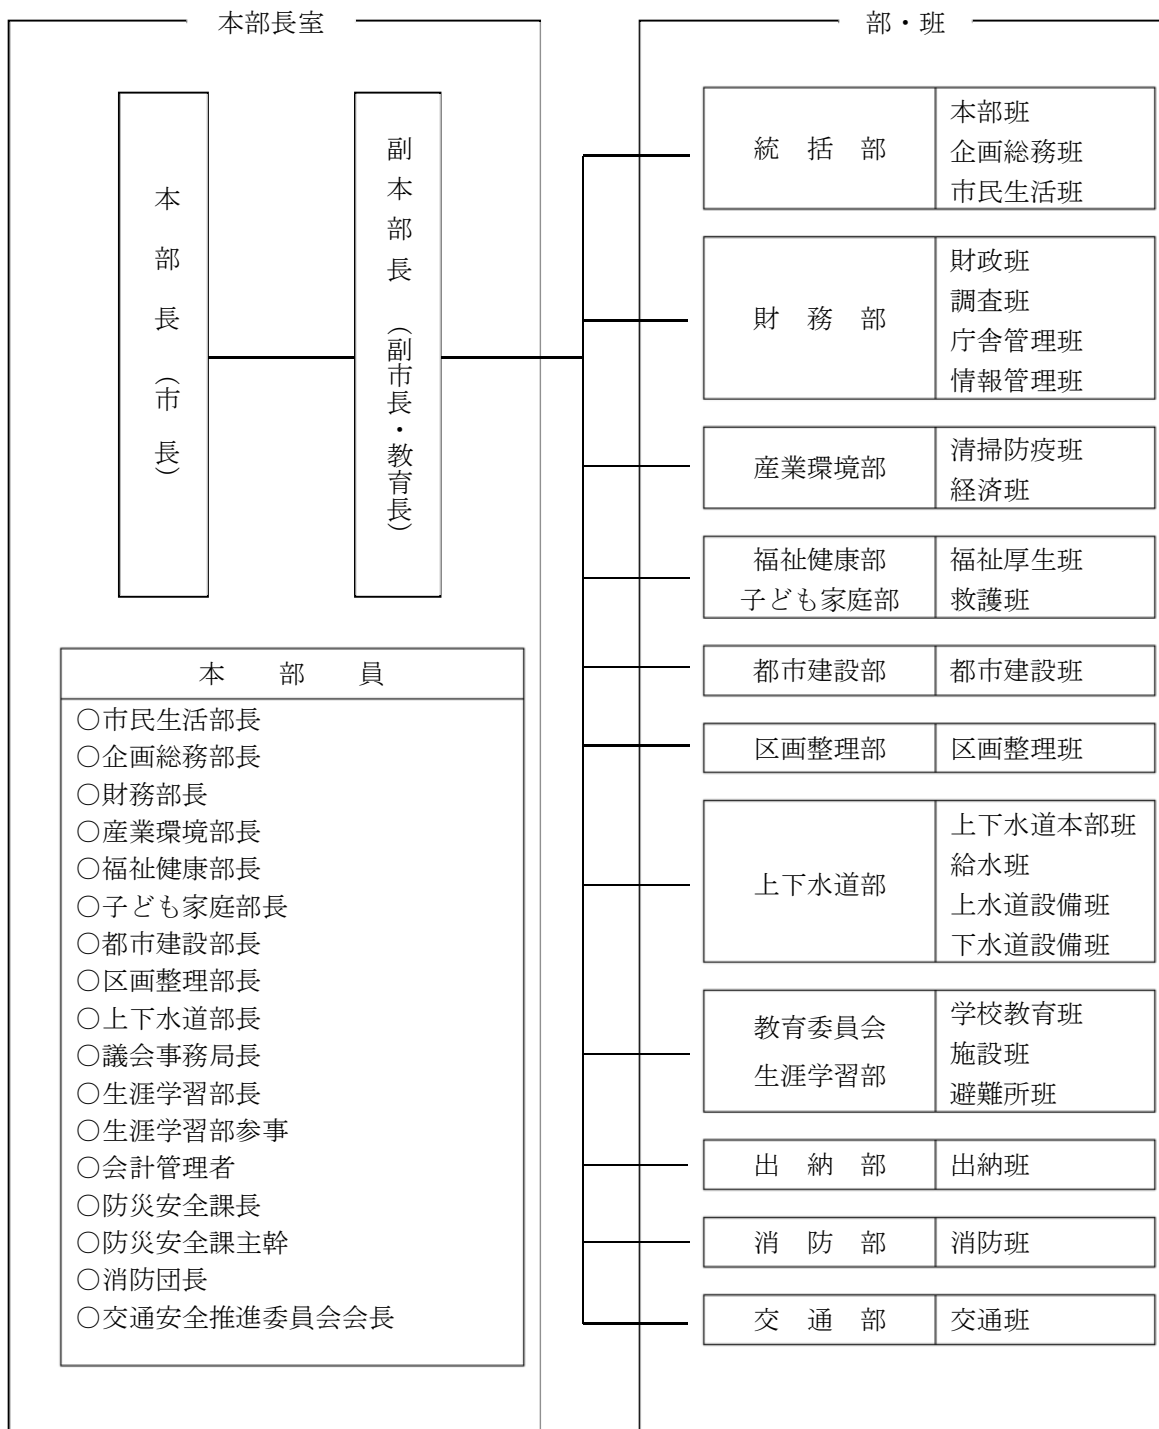 本部長室
本部長（市長）
副本部長（副市長・教育長）
本部員
○市民生活部長
○企画総務部長
○財務部長
○産業環境部長
○福祉健康部長
○子ども家庭部長
○都市建設部長
○区画整理部長
○上下水道部長
○議会事務局長
○生涯学習部長
○生涯学習部参事
○会計管理者
○防災安全課長
○防災安全課主幹
○消防団長
○交通安全推進委員会会長
部・班
統括部
本部班
企画総務班
市民生活班
財務部
財政班
調査班
庁舎管理班
情報管理班
産業環境部
清掃防疫班
経済班
福祉健康部
子ども家庭部
福祉厚生班
救護班
都市建設部
都市建設班
区画整理部
区画整理班
上下水道部
上下水道本部班
給水班
上水道設備班
下水道設備班
教育委員会
生涯学習部
学校教育班
施設班
避難所班
出納部
出納班
消防部
消防班
交通部
交通班